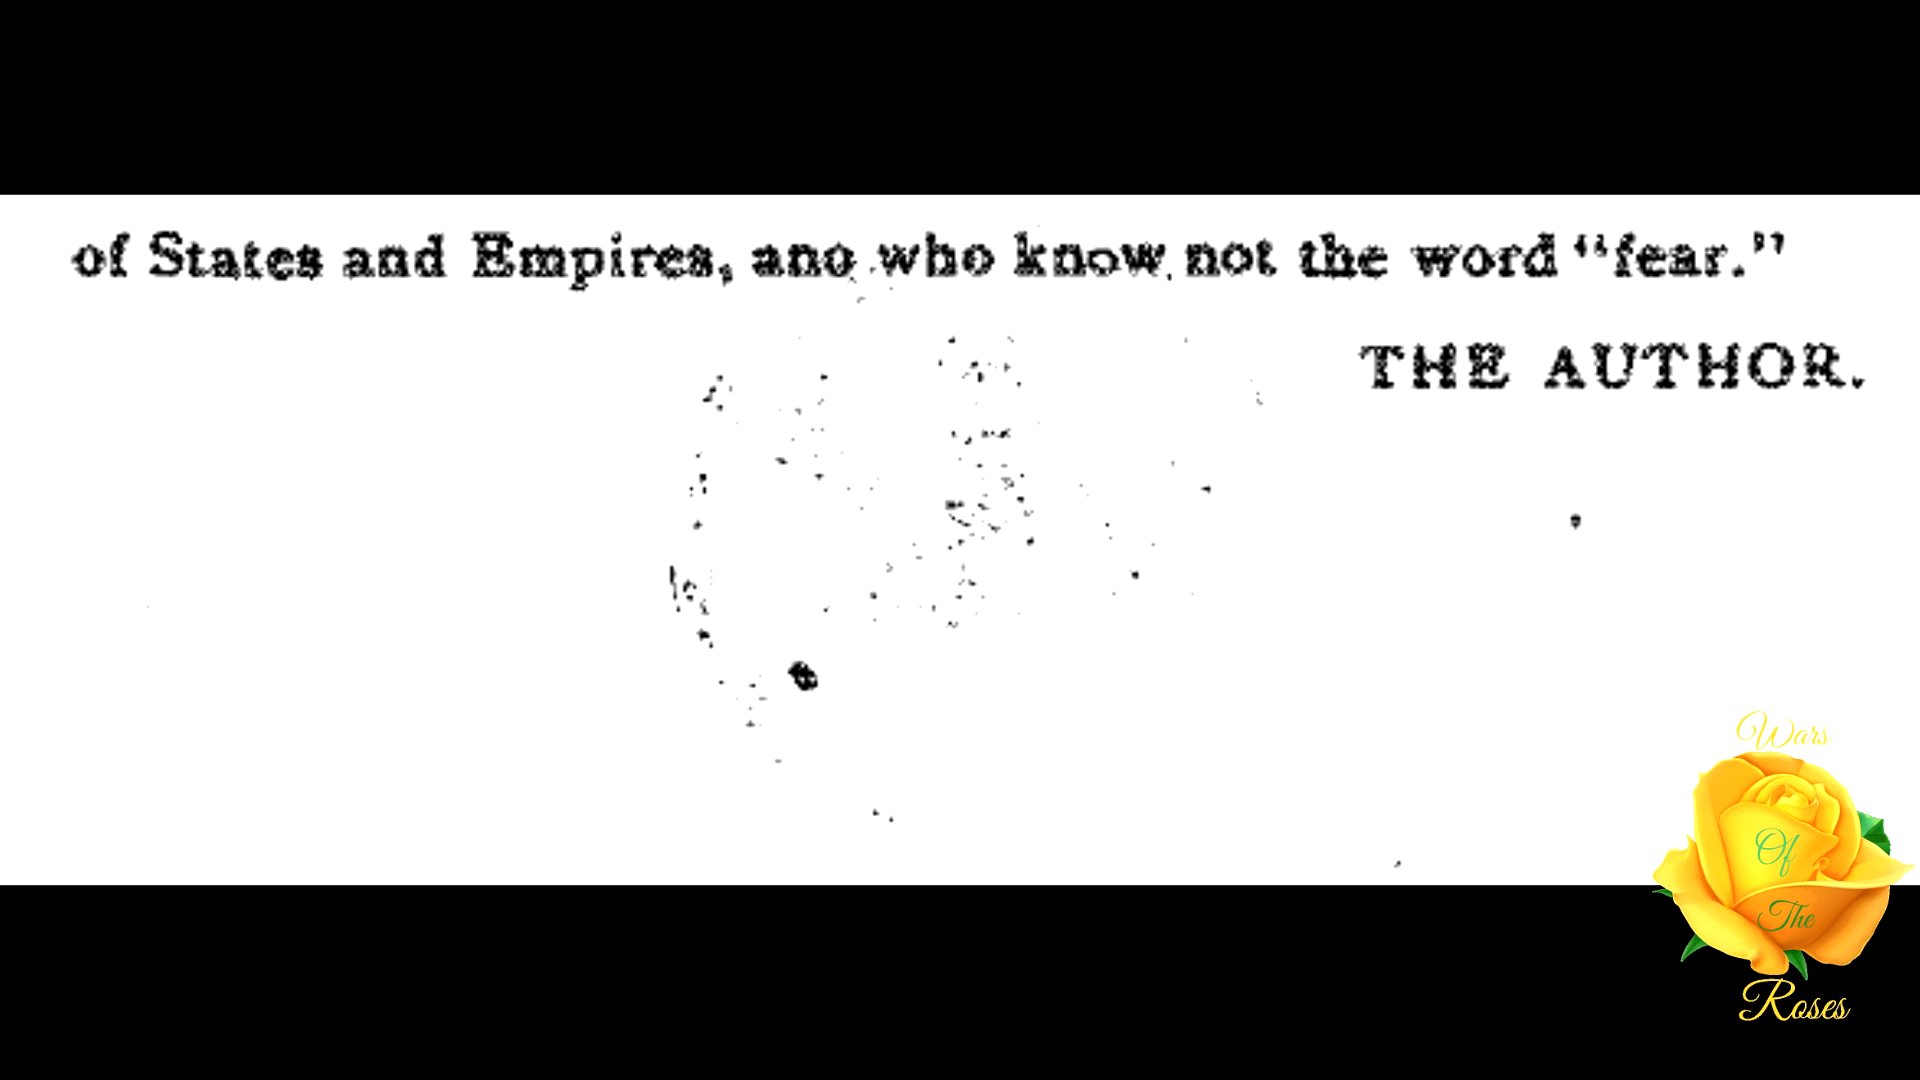 of States and Empires, ano who know not the word “fear.”
THE AUTHOR.
Wars
Of
The
Roses